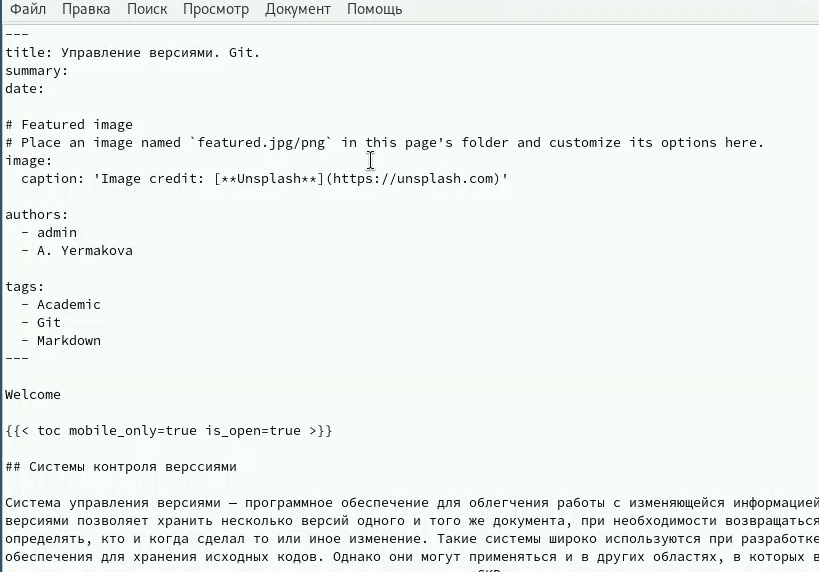 Файл Правка Поиск Просмотр Документ Помощь
---
title: Управление версиями. Git.
summary:
date:
# Featured image
# Place an image named `featured.jpg/png` in this page's folder and customize its options here.
image:
caption: 'Image credit: [**Unsplash**](https://unsplash.com)'
authors:
- admin
- A. Yermakova
tags:
- Academic
- Git
- Markdown
---
Welcome
{{< toc mobile_only=true is_open=true >}}
## Системы контроля верссиями
Система управления версиями — программное обеспечение для облегчения работы с изменяющейся информацией
версиями позволяет хранить несколько версий одного и того же документа, при необходимости возвращаться
определять, кто и когда сделал то или иное изменение. Такие системы широко используются при разработке
обеспечения для хранения исходных кодов. Однако они могут применяться и в других областях, в которых в